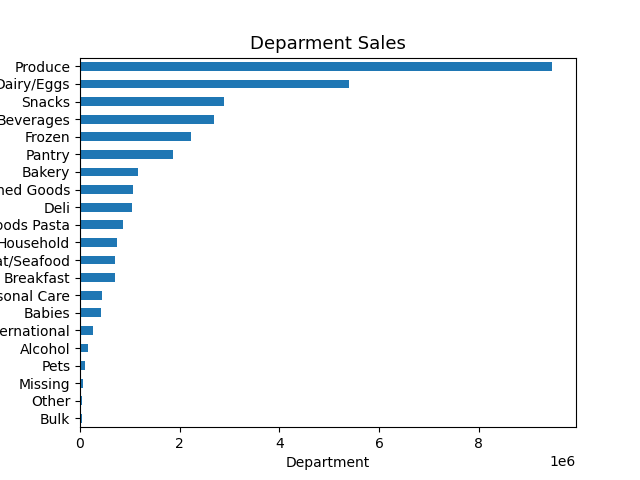 Deparment Sales
Produce
Dairy/Eggs
Snacks
Beverages
Frozen
Pantry
Bakery
ned Goods
Deli
oods Pasta
Household
at/Seafood
Breakfast
sonal Care
Babies
ernational
Alcohol
Pets
Missing
Other
Bulk
0 2 4 6 8
1e6
Department